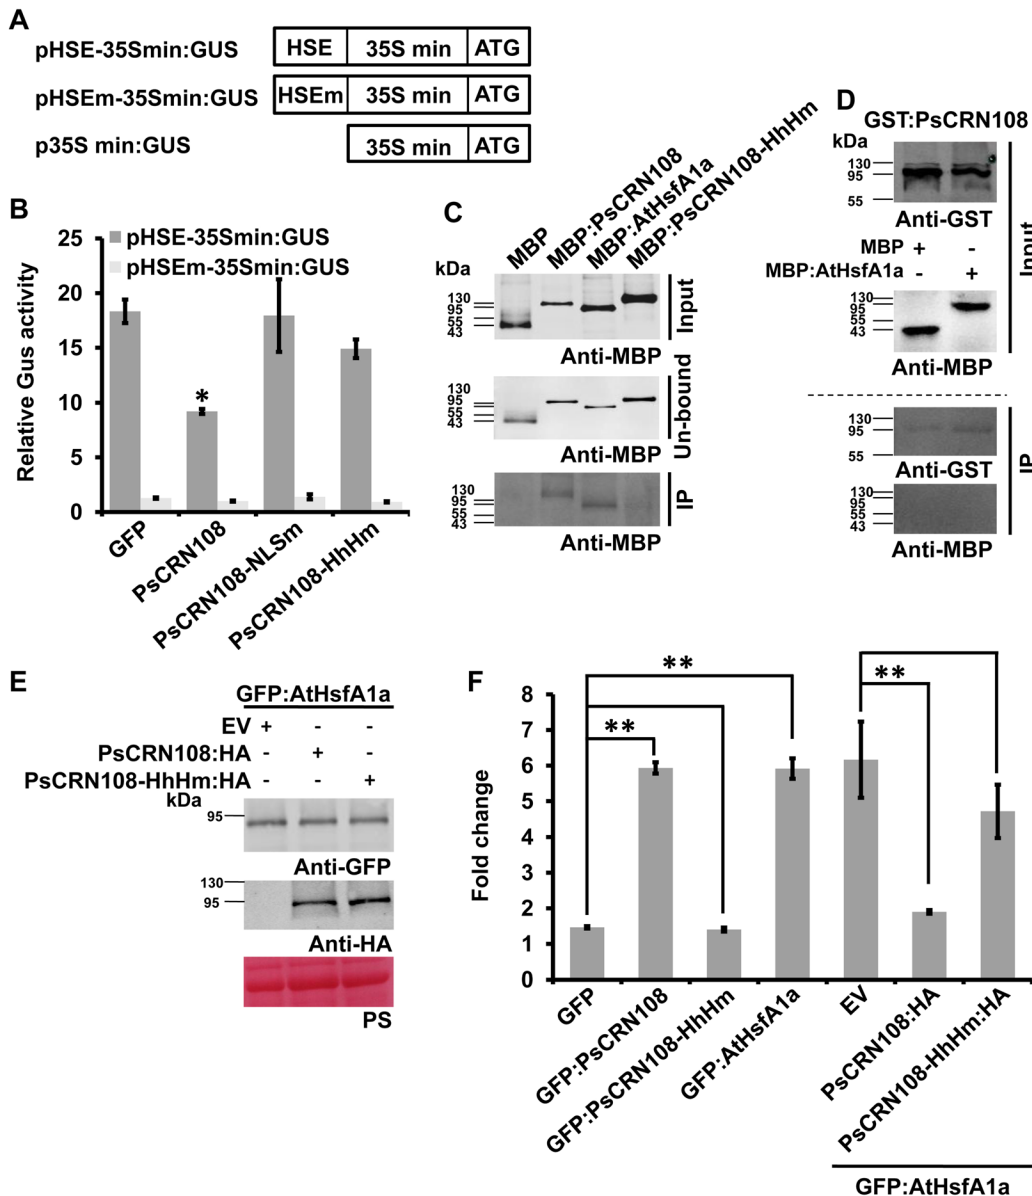 A
pHSE-35Smin:GUS HSE 35S min ATG
pHSEm-35Smin:GUS HSEm 35S min ATG
p35S min:GUS 35S min ATG
B
Relative Gus activity
25
20
15
10
5
0
pHSE-35Smin:GUS
pHSEm-35Smin:GUS
*
GFP
PsCRN108
PsCRN108-NLSm
PsCRN108-HhHm
C
MBP
MBP:PsCRN108
MBP:AtHsfA1a
MBP:PsCRN108-HhHm
kDa
130
95
55
43
Input
Anti-MBP
130
95
55
43
Un-bound
Anti-MBP
130
95
55
43
IP
Anti-MBP
D
GST:PsCRN108
kDa
130
95
55
Anti-GST
MBP + -
MBP:AtHsfA1a - +
130
95
55
43
Anti-MBP
Input
130
95
55
Anti-GST
130
95
55
43
Anti-MBP
IP
E
GFP:AtHsfA1a
EV + - -
PsCRN108:HA - + -
PsCRN108-HhHm:HA - - +
kDa
95
Anti-GFP
130
95
Anti-HA
PS
F
Fold change
8
7
6
5
4
3
2
1
0
**
**
**
GFP
GFP:PsCRN108
GFP:PsCRN108-HhHm
GFP:AtHsfA1a
EV
PsCRN108:HA
PsCRN108-HhHm:HA
GFP:AtHsfA1a